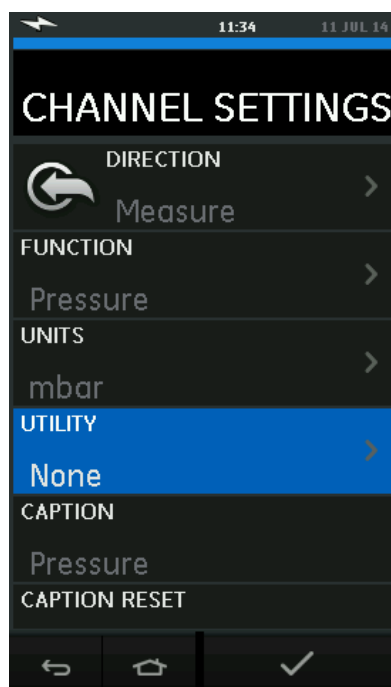 11:34 11 JUL 14
CHANNEL SETTINGS
DIRECTION
Measure
FUNCTION
Pressure
UNITS
mbar
UTILITY
None
CAPTION
Pressure
CAPTION RESET